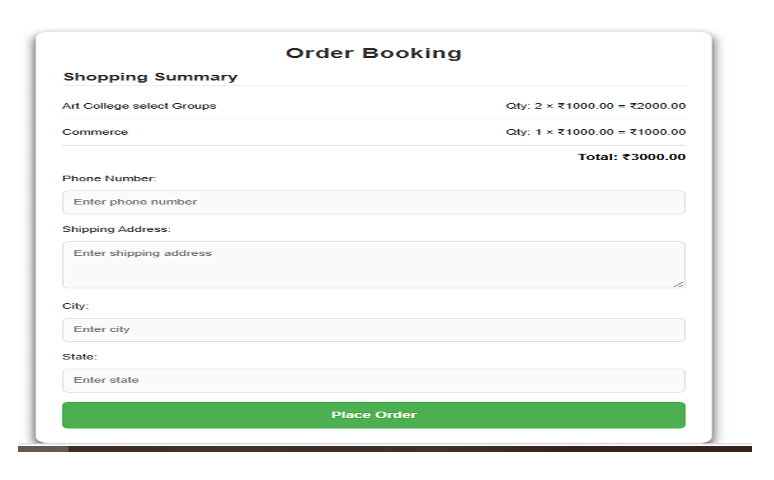 Order Booking
Shopping Summary
Art College select Groups Qty: 2 × ₹1000.00 = ₹2000.00
Commerce Qty: 1 × ₹1000.00 = ₹1000.00
Total: ₹3000.00
Phone Number:
Enter phone number
Shipping Address:
Enter shipping address
City:
Enter city
State:
Enter state
Place Order